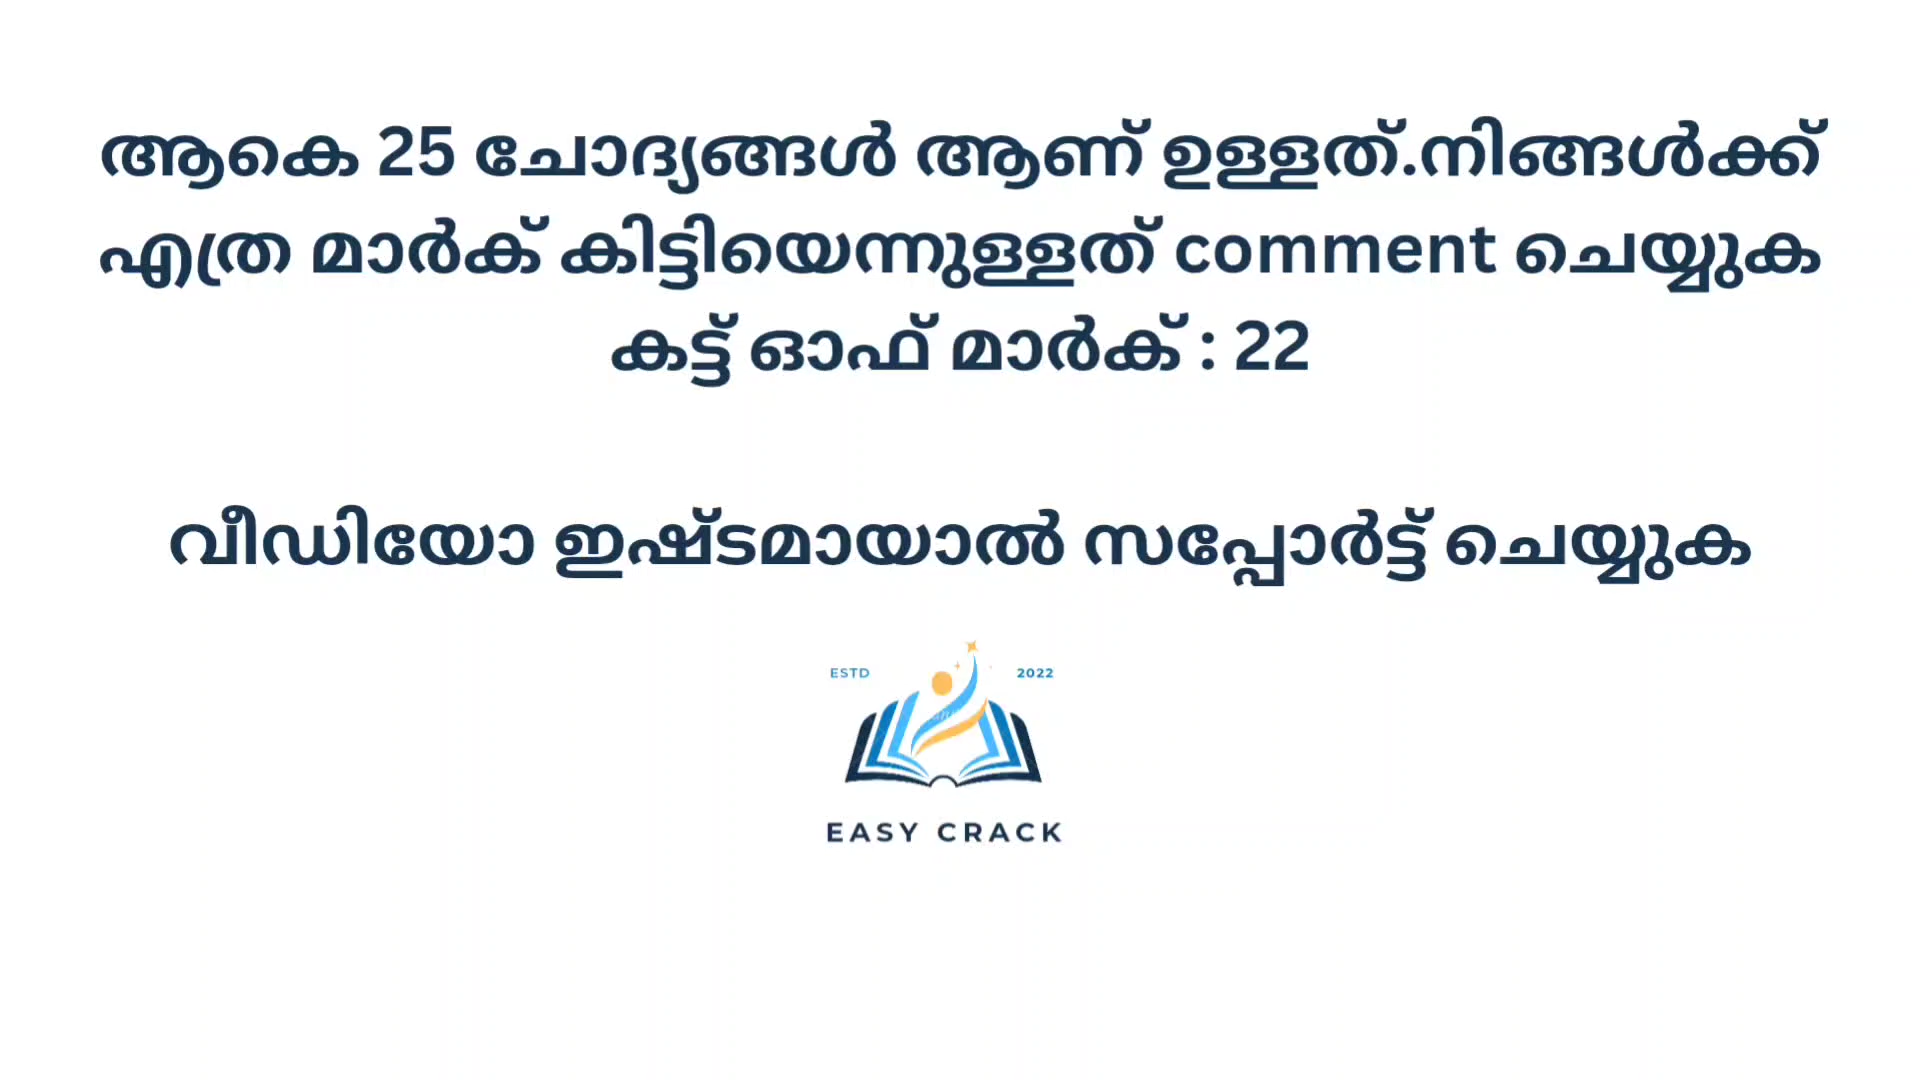 ആകെ 25 ചോദ്യങ്ങൾ ആണ് ഉള്ളത്.നിങ്ങൾക്ക്
എത്ര മാർക് കിട്ടിയെന്നുള്ളത് comment ചെയ്യുക
കട്ട് ഓഫ് മാർക് : 22
വീഡിയോ ഇഷ്ടമായാൽ സപ്പോർട്ട് ചെയ്യുക
ESTD 2022
EASY CRACK